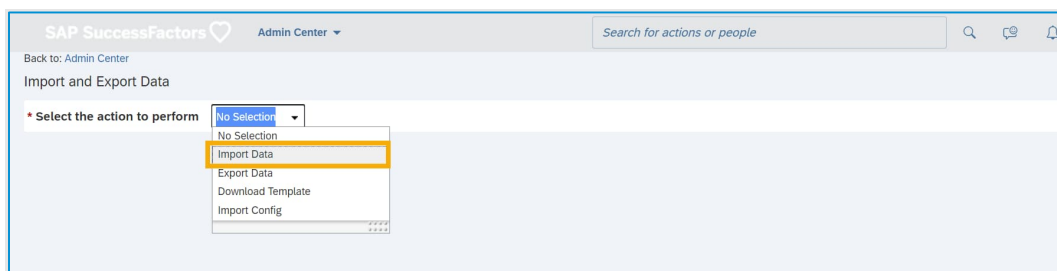 SAP SuccessFactors Admin Center Search for actions or people
Back to: Admin Center
Import and Export Data
* Select the action to perform No Selection
No Selection
Import Data
Export Data
Download Template
Import Config